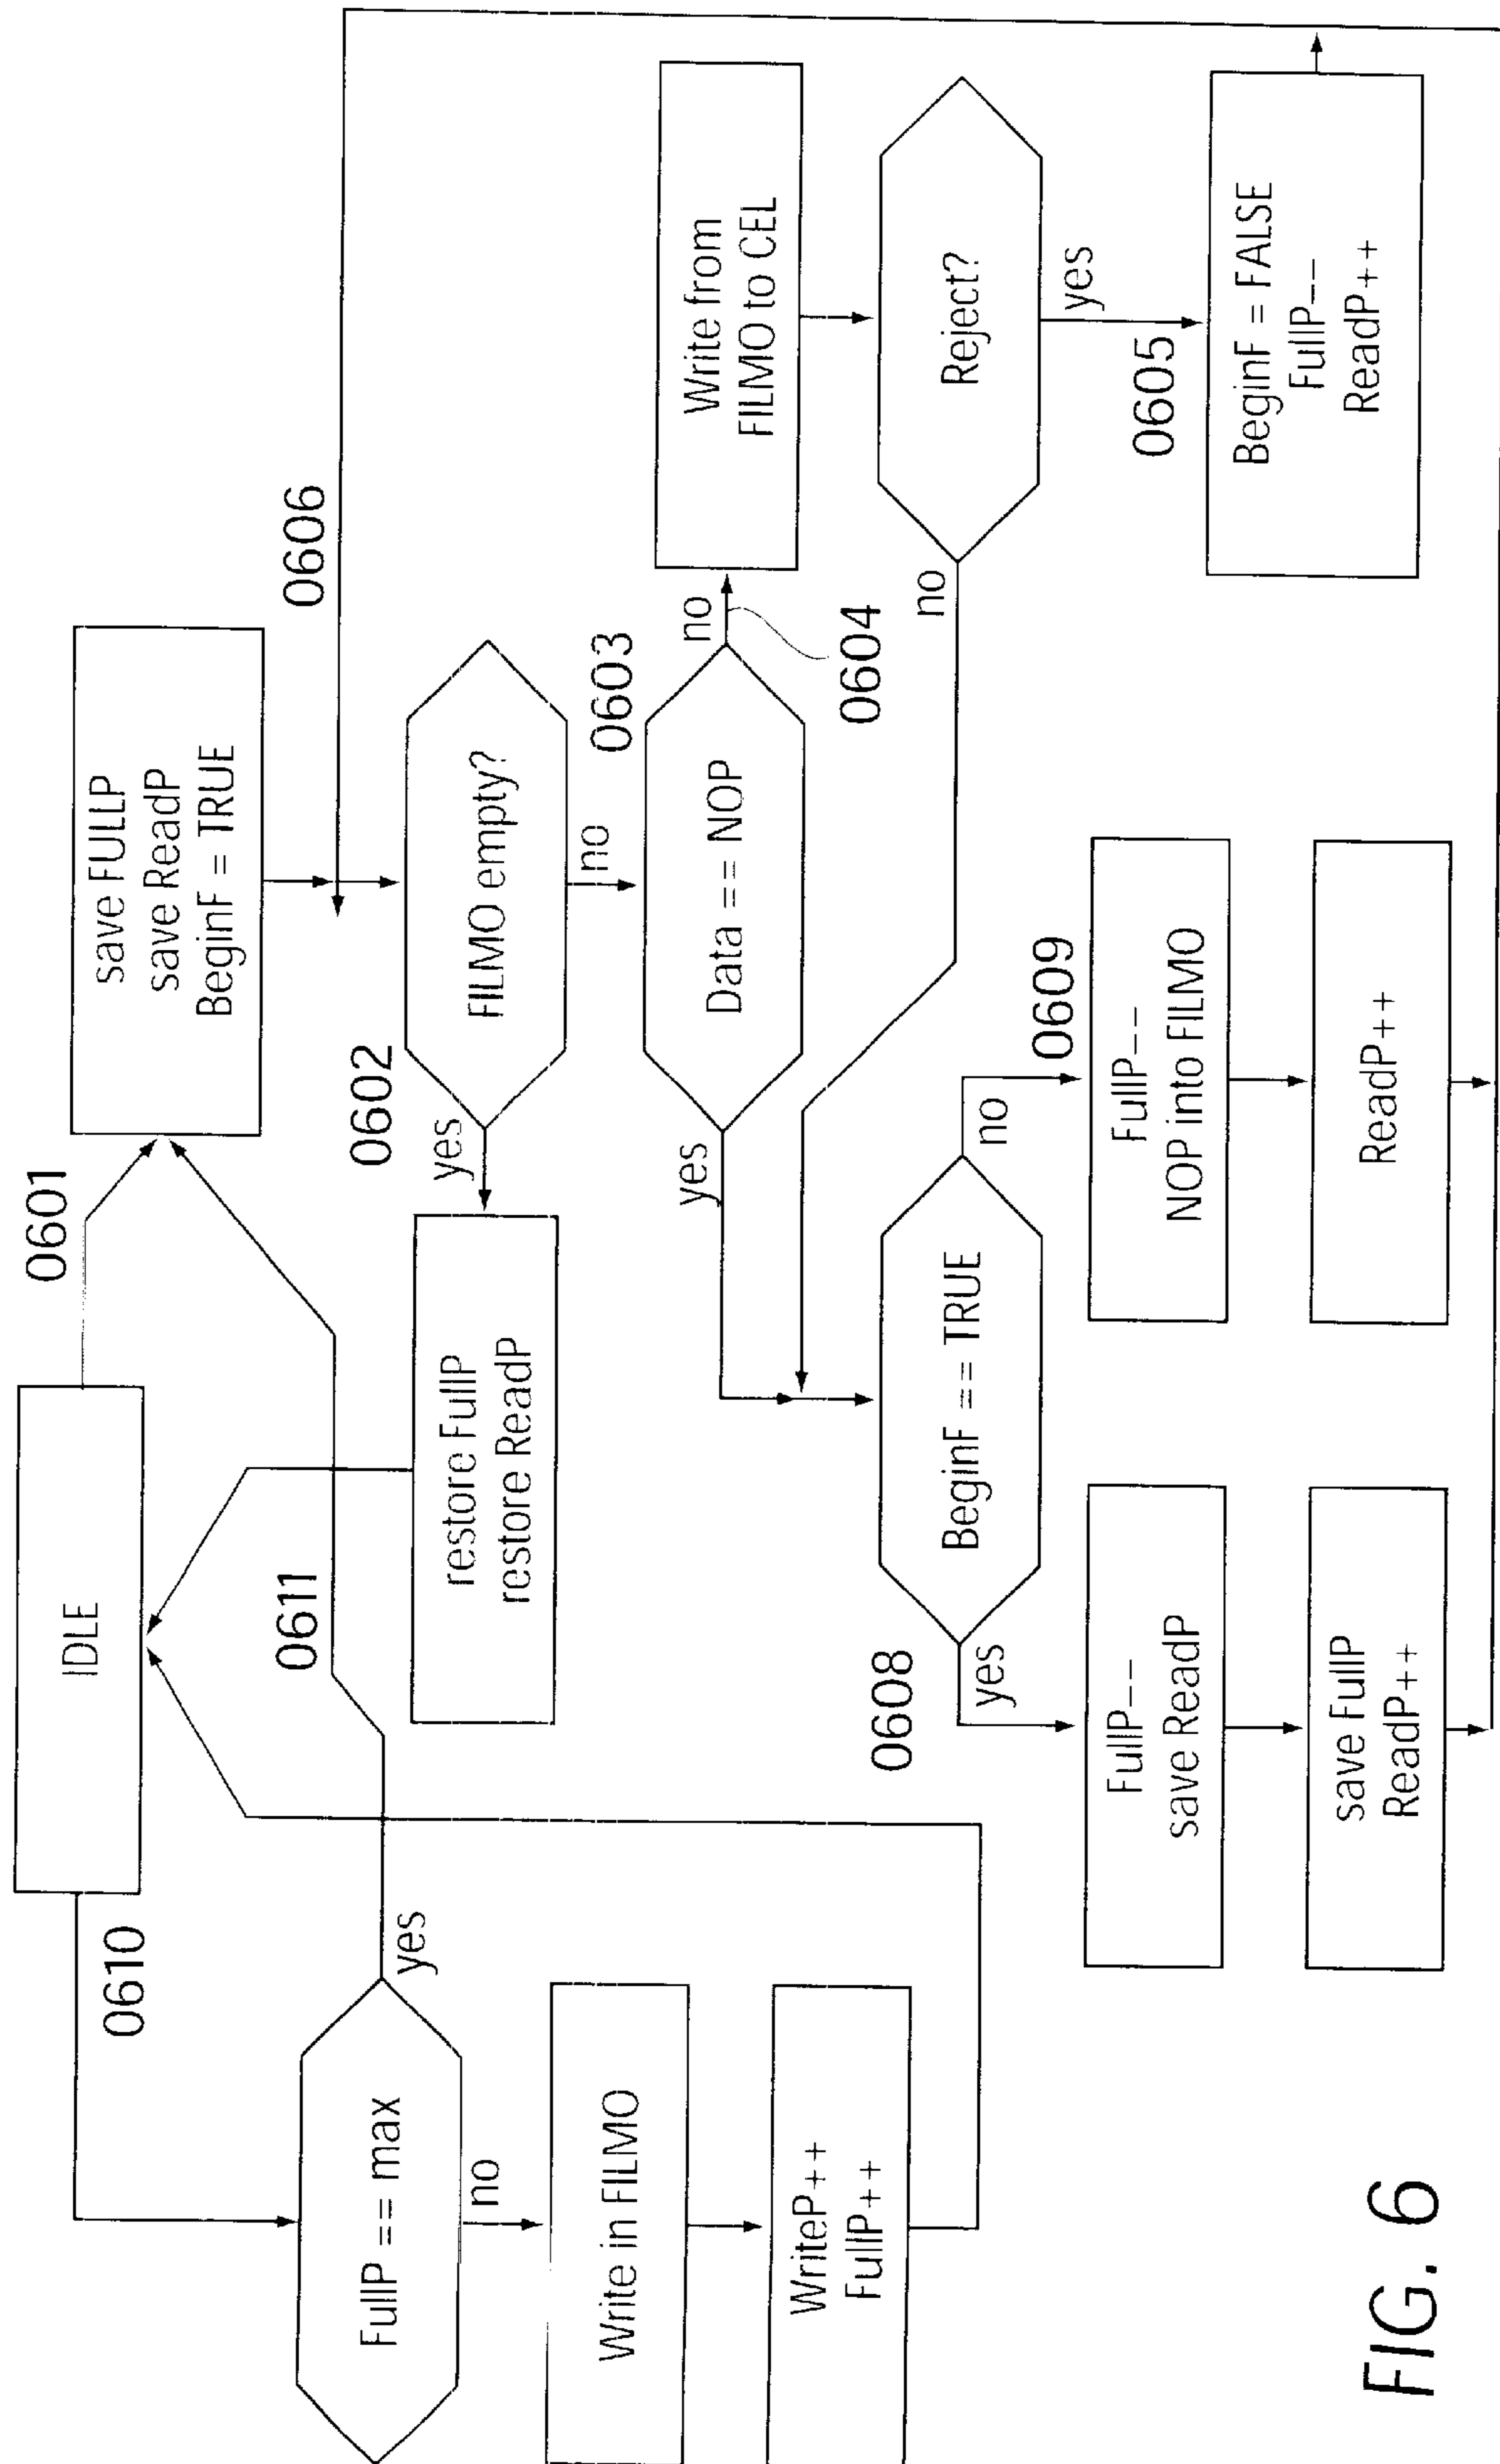 IDLE
0610
0601
FullP == max
yes
no
Write in FILMO
WriteP++
FullP++
0611
save FULLP
save ReadP
BeginF = TRUE
0606
FILMO empty?
0602
yes
no
restore FullP
restore ReadP
0603
Data == NOP
yes
no
0604
Write from
FILMO to CEL
Reject?
no
yes
0605
BeginF = FALSE
FullP--
ReadP++
BeginF == TRUE
0608
yes
no
0609
FullP--
save ReadP
save FullP
ReadP++
FullP--
NOP into FILMO
ReadP++
FIG. 6